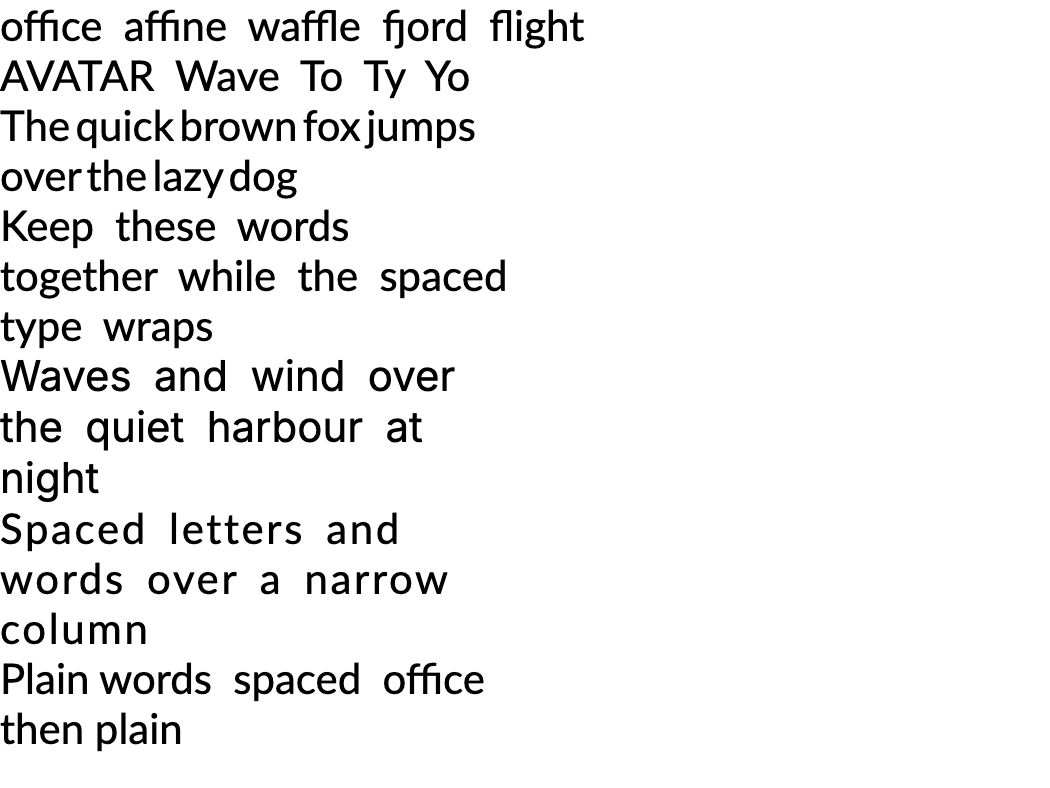 office affine waffle fjord flight
AVATAR Wave To Ty Yo
The quick brown fox jumps
over the lazy dog
Keep these words
together while the spaced
type wraps
Waves and wind over
the quiet harbour at
night
Spaced letters and
words over a narrow
column
Plain words spaced office
then plain